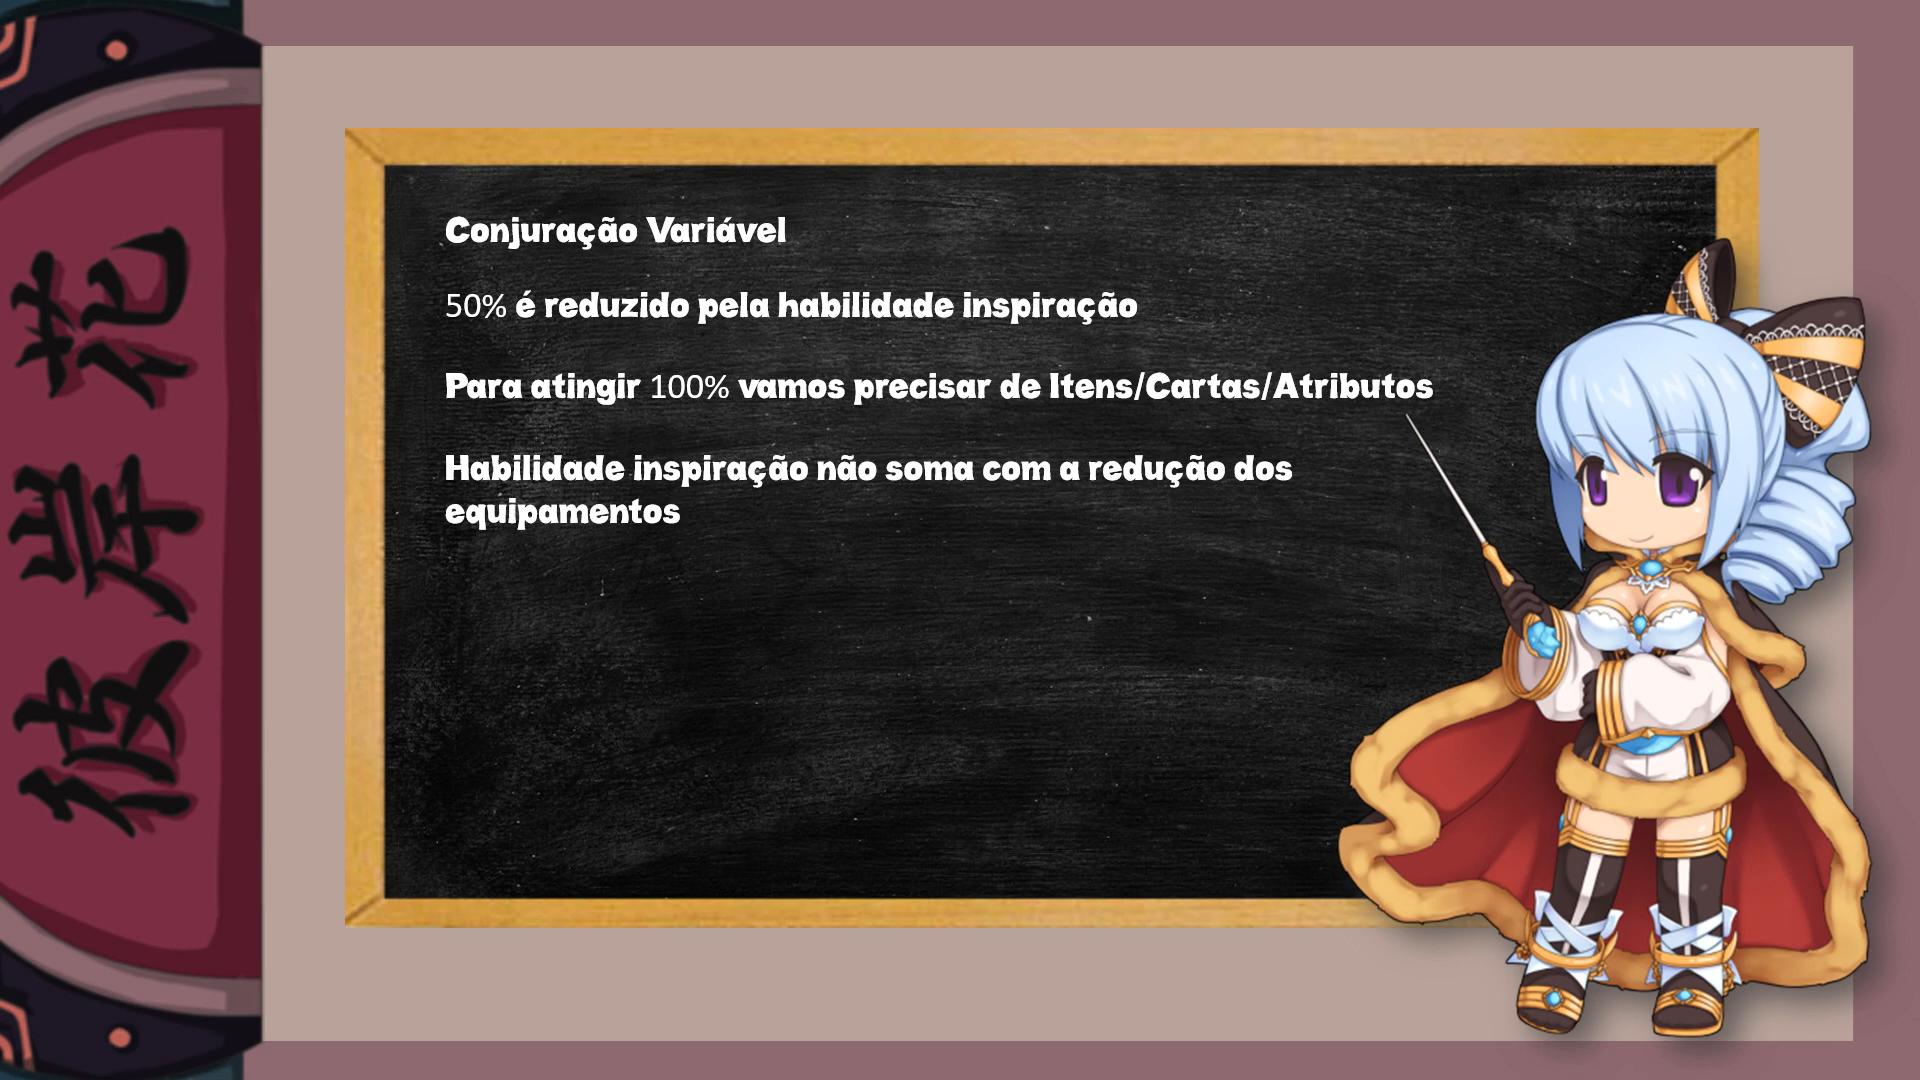 彼岸花
Conjuração Variável
50% é reduzido pela habilidade inspiração
Para atingir 100% vamos precisar de Itens/Cartas/Atributos
Habilidade inspiração não soma com a redução dos
equipamentos